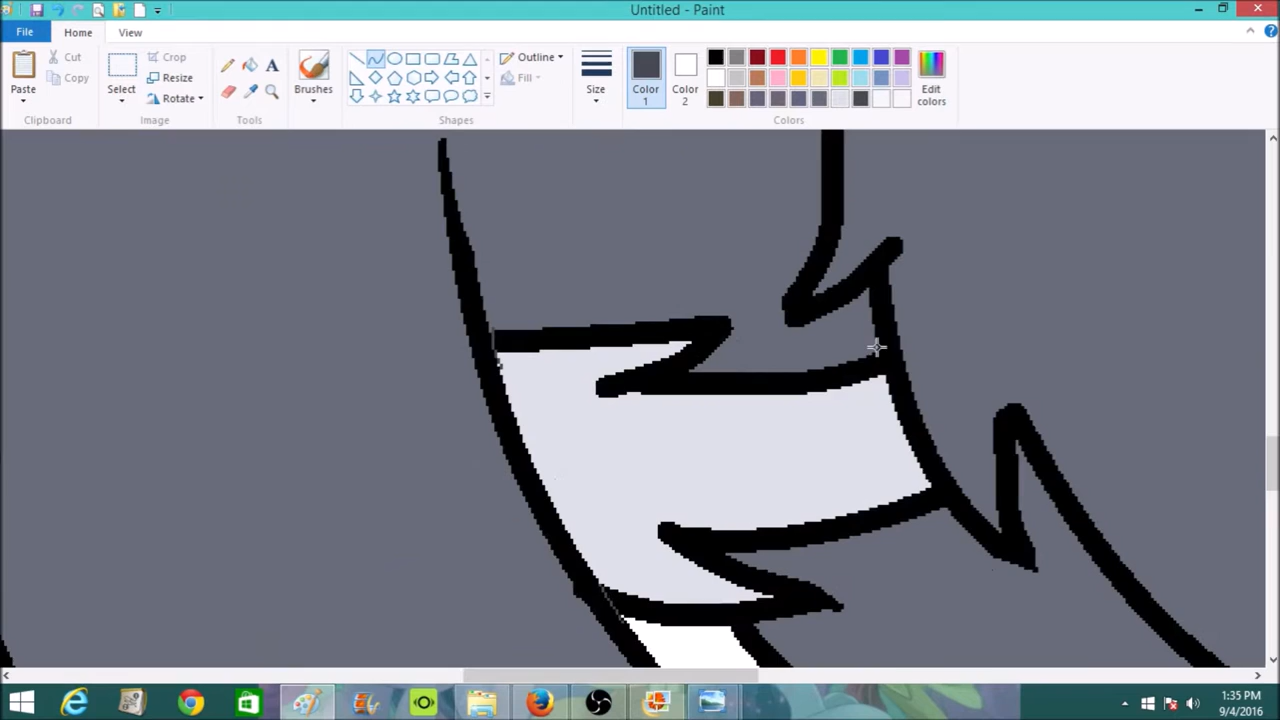 Untitled - Paint
File
Home
View
Paste
Cut
Copy
Clipboard
Select
Crop
Resize
Rotate
Image
A
Tools
Brushes
Outline
Fill
Shapes
Size
Color 1
Color 2
Edit colors
Colors
1:35 PM
9/4/2016